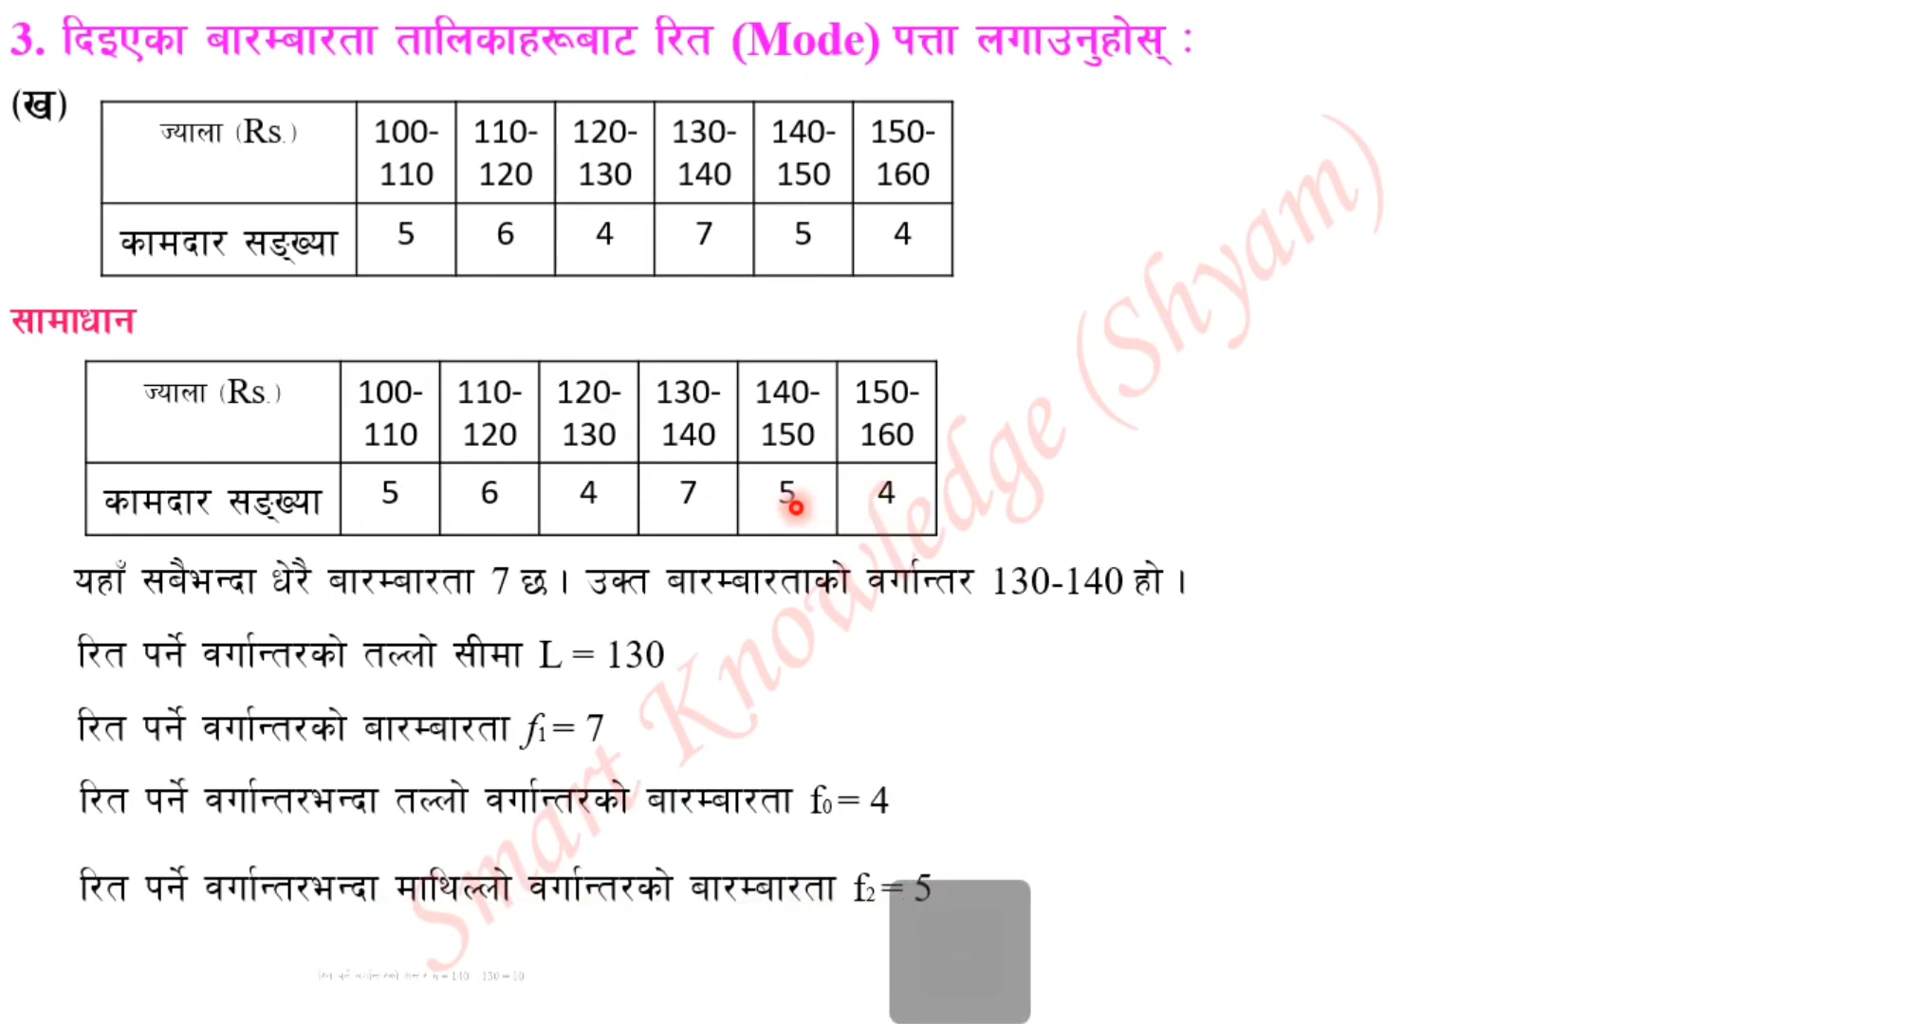 3. दिइएका बारम्बारता तालिकाहरूबाट रित (Mode) पत्ता लगाउनुहोस् :
(ख)
ज्याला (Rs.) 100-110 110-120 120-130 130-140 140-150 150-160
कामदार सङ्ख्या 5 6 4 7 5 4
सामाधान
ज्याला (Rs.) 100-110 110-120 120-130 130-140 140-150 150-160
कामदार सङ्ख्या 5 6 4 7 5 4
यहाँ सबैभन्दा धेरै बारम्बारता 7 छ। उक्त बारम्बारताको वर्गान्तर 130-140 हो ।
रित पर्ने वर्गान्तरको तल्लो सीमा L = 130
रित पर्ने वर्गान्तरको बारम्बारता f1 = 7
रित पर्ने वर्गान्तरभन्दा तल्लो वर्गान्तरको बारम्बारता f0 = 4
रित पर्ने वर्गान्तरभन्दा माथिल्लो वर्गान्तरको बारम्बारता f2 = 5
Smart Knowledge (Shyam)